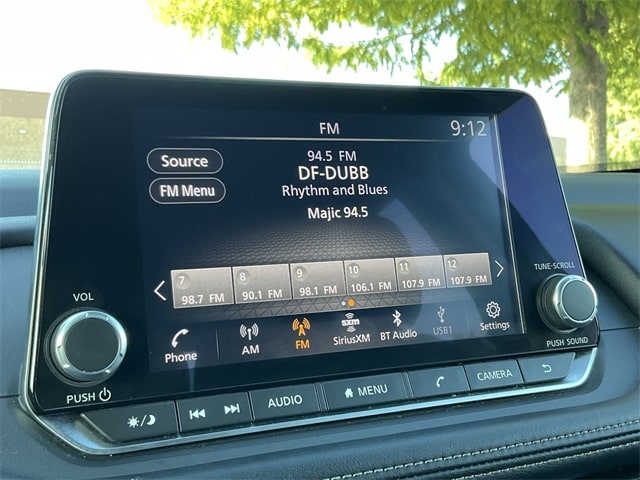 FM
9:12
Source
94.5 FM
DF-DUBB
FM Menu
Rhythm and Blues
Majic 94.5
7
98.7 FM
8
90.1 FM
9
98.1 FM
10
106.1 FM
11
107.9 FM
12
107.9 FM
VOL
TUNE·SCROLL
Phone
AM
FM
sxm
SiriusXM
BT Audio
USB1
Settings
PUSH
PUSH SOUND
AUDIO
MENU
CAMERA